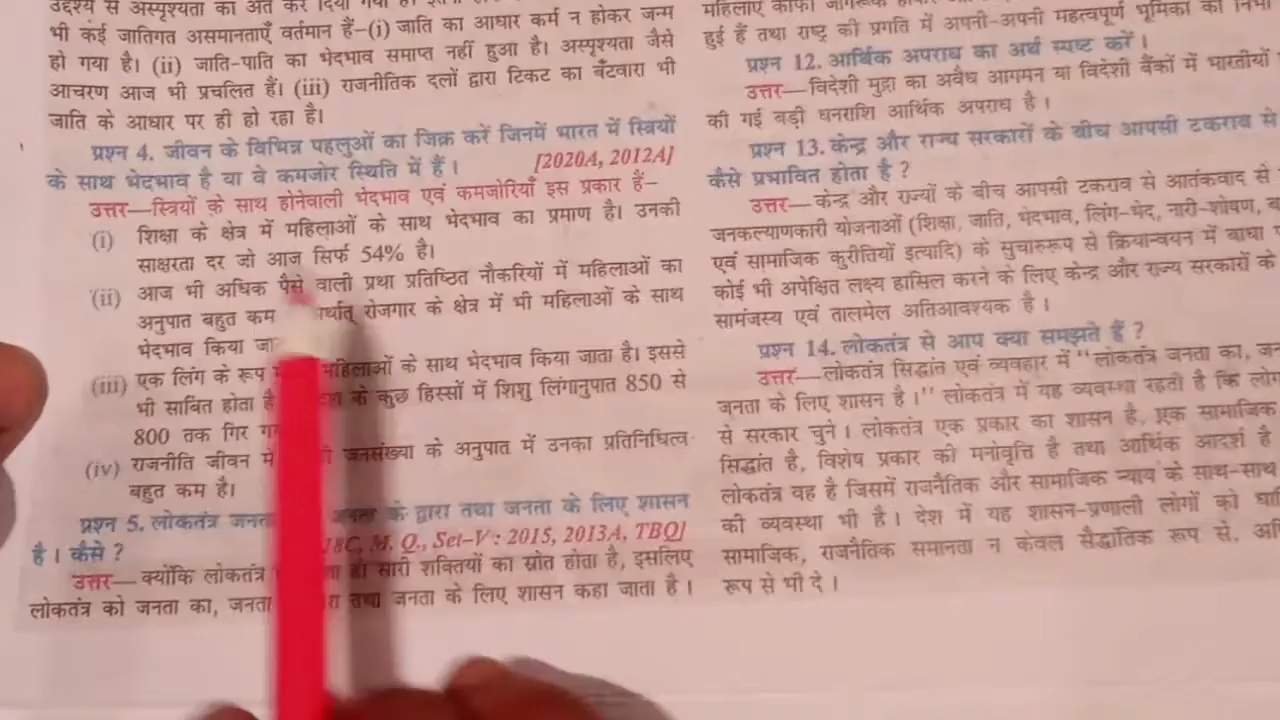 उद्देश्य से अस्पृश्यता का अंत कर दिया गया
भी कई जातिगत असमानताएँ वर्तमान हैं–(i) जाति का आधार कर्म न होकर जन्म
हो गया है। (ii) जाति-पाति का भेदभाव समाप्त नहीं हुआ है। अस्पृश्यता जैसे
आचरण आज भी प्रचलित हैं। (iii) राजनीतिक दलों द्वारा टिकट का बँटवारा भी
जाति के आधार पर ही हो रहा है।
प्रश्न 4. जीवन के विभिन्न पहलुओं का जिक्र करें जिनमें भारत में स्त्रियों
के साथ भेदभाव है या वे कमजोर स्थिति में हैं। [2020A, 2012A]
उत्तर—स्त्रियों के साथ होनेवाली भेदभाव एवं कमजोरियाँ इस प्रकार हैं–
(i) शिक्षा के क्षेत्र में महिलाओं के साथ भेदभाव का प्रमाण है। उनकी
साक्षरता दर जो आज सिर्फ 54% है।
(ii) आज भी अधिक पैसे वाली प्रथा प्रतिष्ठित नौकरियों में महिलाओं का
अनुपात बहुत कम रोजगार के क्षेत्र में भी महिलाओं के साथ
भेदभाव किया
(iii) एक लिंग के रूप महिलाओं के साथ भेदभाव किया जाता है। इससे
भी साबित होता के कुछ हिस्सों में शिशु लिंगानुपात 850 से
800 तक गिर
(iv) राजनीति जीवन में जनसंख्या के अनुपात में उनका प्रतिनिधित्व
बहुत कम है।
प्रश्न 5. लोकतंत्र के द्वारा तथा जनता के लिए शासन
है। कैसे ? M. Q., Set-V : 2015, 2013A, TBQ]
उत्तर— क्योंकि लोकतंत्र सारी शक्तियों का स्रोत होता है, इसलिए
लोकतंत्र को जनता का, जनता तथा जनता के लिए शासन कहा जाता है।
महिलाएँ काफी जागरूक होकर
हुई हैं तथा राष्ट्र की प्रगति में अपनी-अपनी महत्वपूर्ण भूमिका को निभा
प्रश्न 12. आर्थिक अपराध का अर्थ स्पष्ट करें।
उत्तर—विदेशी मुद्रा का अवैध आगमन या विदेशी बैंकों में भारतीयों
की गई बड़ी धनराशि आर्थिक अपराध है।
प्रश्न 13. केन्द्र और राज्य सरकारों के बीच आपसी टकराव से
कैसे प्रभावित होता है ?
उत्तर—केन्द्र और राज्यों के बीच आपसी टकराव से आतंकवाद से
जनकल्याणकारी योजनाओं (शिक्षा, जाति, भेदभाव, लिंग-भेद, नारी-शोषण,
एवं सामाजिक कुरीतियों इत्यादि) के सुचारुरूप से क्रियान्वयन में बाधा
कोई भी अपेक्षित लक्ष्य हासिल करने के लिए केन्द्र और राज्य सरकारों के
सामंजस्य एवं तालमेल अतिआवश्यक है।
प्रश्न 14. लोकतंत्र से आप क्या समझते हैं ?
उत्तर—लोकतंत्र सिद्धांत एवं व्यवहार में "लोकतंत्र जनता का,
जनता के लिए शासन है।" लोकतंत्र में यह व्यवस्था रहती है कि
से सरकार चुने। लोकतंत्र एक प्रकार का शासन है, एक सामाजिक
सिद्धांत है, विशेष प्रकार की मनोवृत्ति है तथा आर्थिक आदर्श है
लोकतंत्र वह है जिसमें राजनैतिक और सामाजिक न्याय के साथ-साथ
की व्यवस्था भी है। देश में यह शासन-प्रणाली लोगों को
सामाजिक, राजनैतिक समानता न केवल सैद्धांतिक रूप से,
रूप से भी दे।